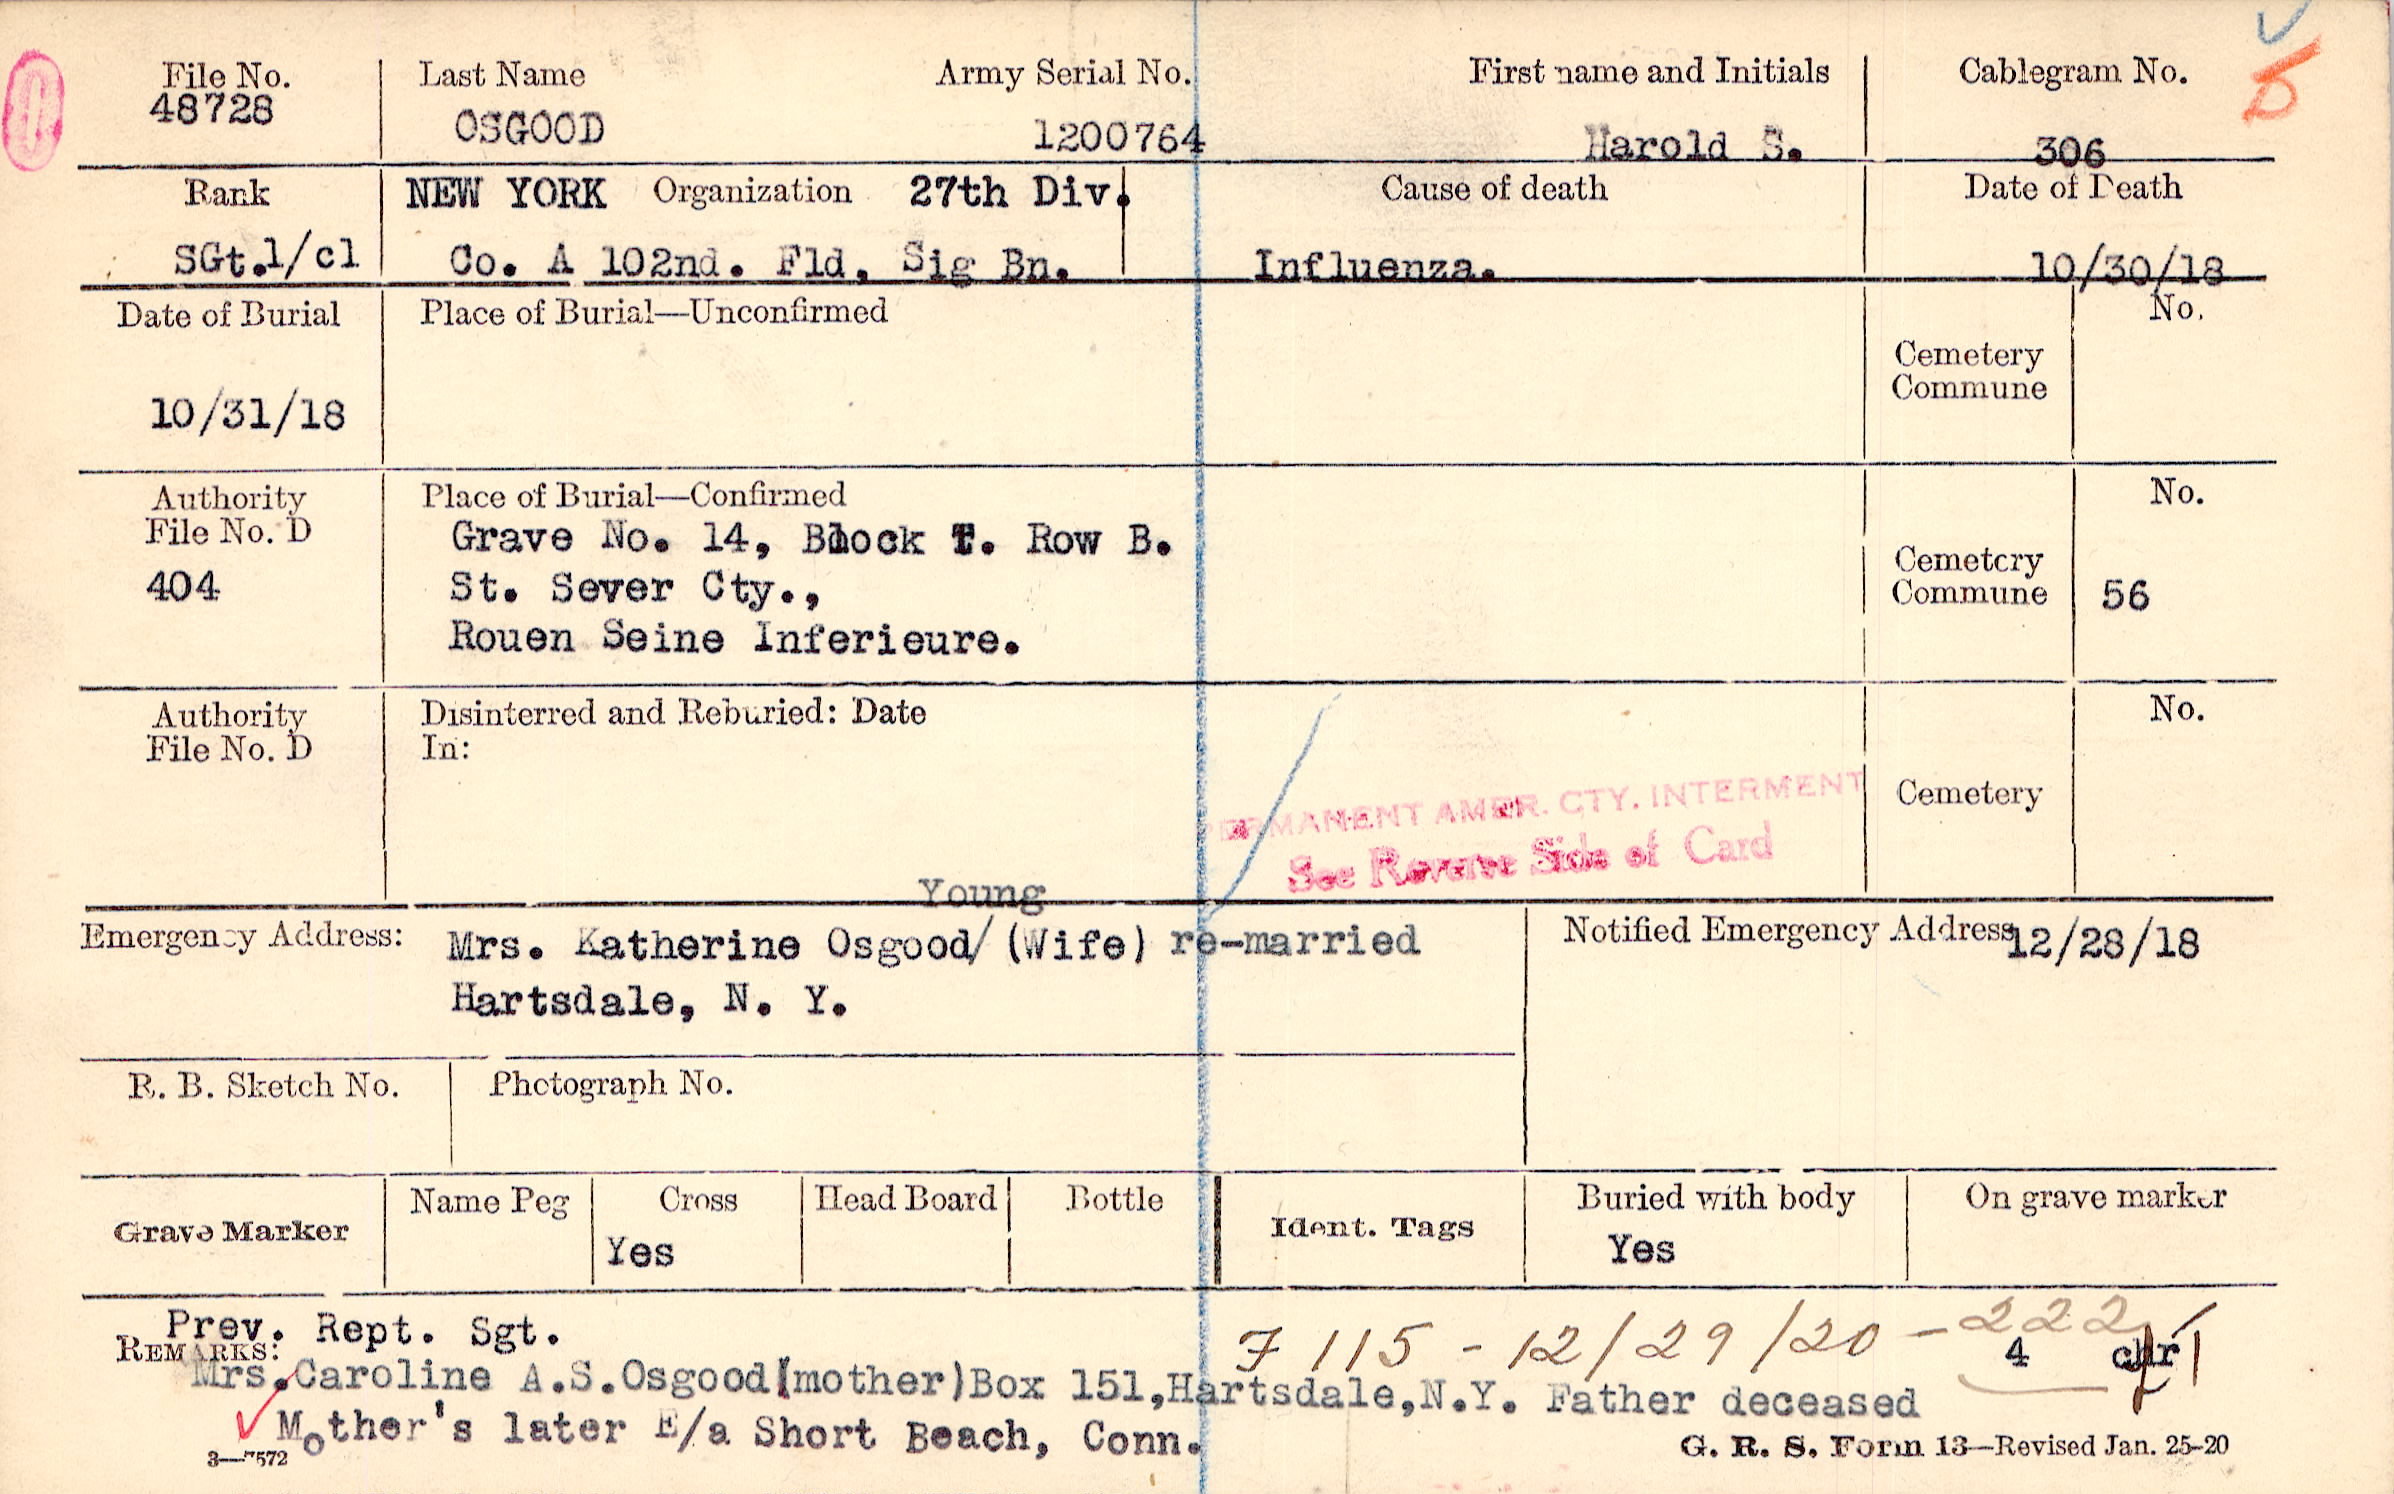 File No. Last Name Army Serial No. First name and Initials Cablegram No.
48728 OSGOOD 1200764 Harold S. 306
Rank NEW YORK Organization 27th Div. Cause of death Date of Death
SGt.1/cl Co. A 102nd. Fld, Sig Bn. Influenza. 10/30/18
Date of Burial Place of Burial—Unconfirmed No.
Cemetery
Commune
10/31/18
Authority Place of Burial—Confirmed No.
File No. D Grave No. 14, Block T. Row B.
404 St. Sever Cty., Cemetery
Commune 56
Rouen Seine Inferieure.
Authority Disinterred and Reburied: Date No.
File No. D In:
Cemetery
PERMANENT AMER. CTY. INTERMENT
See Reverse Side of Card
Young
Emergency Address: Mrs. Katherine Osgood/ (Wife) re-married Notified Emergency Address 12/28/18
Hartsdale, N. Y.
R. B. Sketch No. Photograph No.
Grave Marker Name Peg Cross Head Board Bottle Ident. Tags Buried with body On grave marker
Yes Yes
Prev. Rept. Sgt. 7 115 - 12/29/20 - 222
REMARKS: 4
Mrs. Caroline A.S.Osgood(mother)Box 151,Hartsdale,N.Y. Father deceased
Mother's later E/a Short Beach, Conn.
3—7572 G. R. S. Form 13—Revised Jan. 25-20